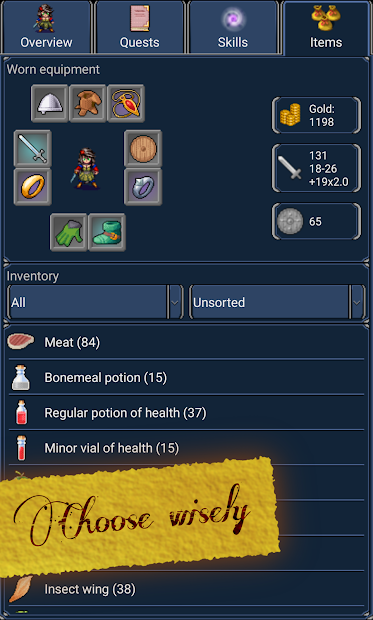 Overview
Quests
Skills
Items
Worn equipment
Gold:
1198
131
18-26
+19x2.0
65
Inventory
All
Unsorted
Meat (84)
Bonemeal potion (15)
Regular potion of health (37)
Minor vial of health (15)
Choose wisely
Insect wing (38)